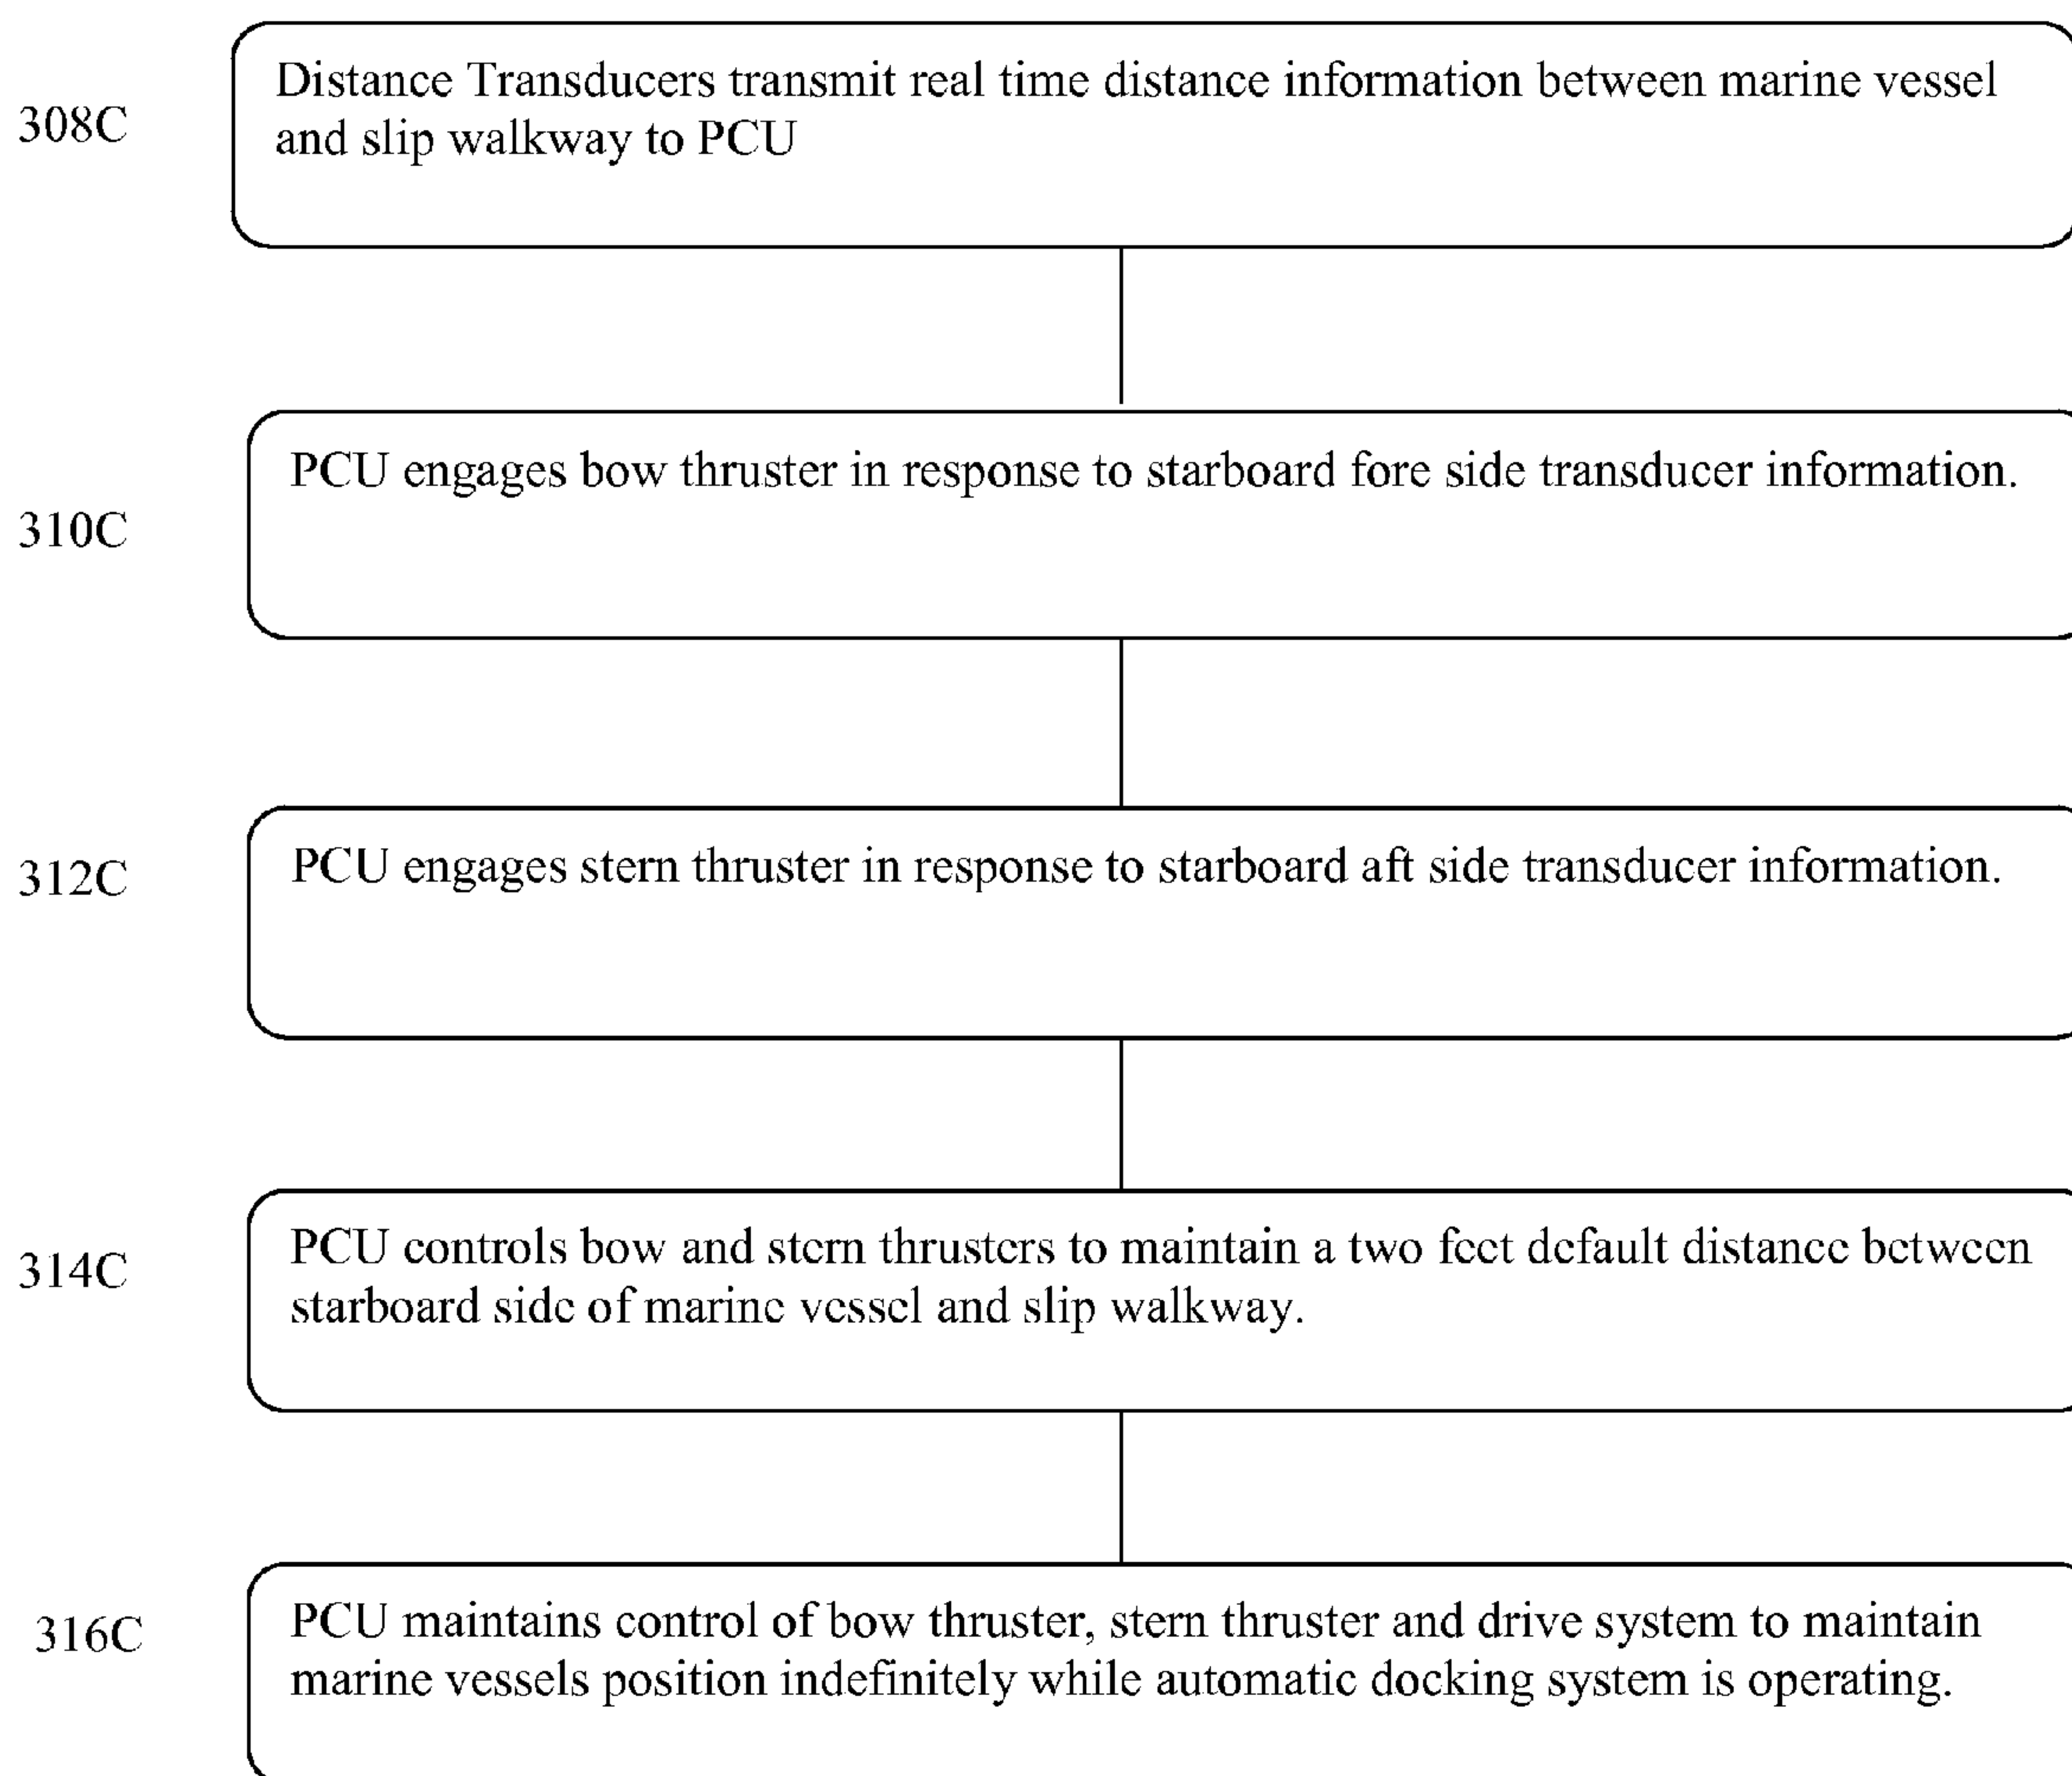 308C
Distance Transducers transmit real time distance information between marine vessel
and slip walkway to PCU
310C
PCU engages bow thruster in response to starboard fore side transducer information.
312C
PCU engages stern thruster in response to starboard aft side transducer information.
314C
PCU controls bow and stern thrusters to maintain a two feet default distance between
starboard side of marine vessel and slip walkway.
316C
PCU maintains control of bow thruster, stern thruster and drive system to maintain
marine vessels position indefinitely while automatic docking system is operating.